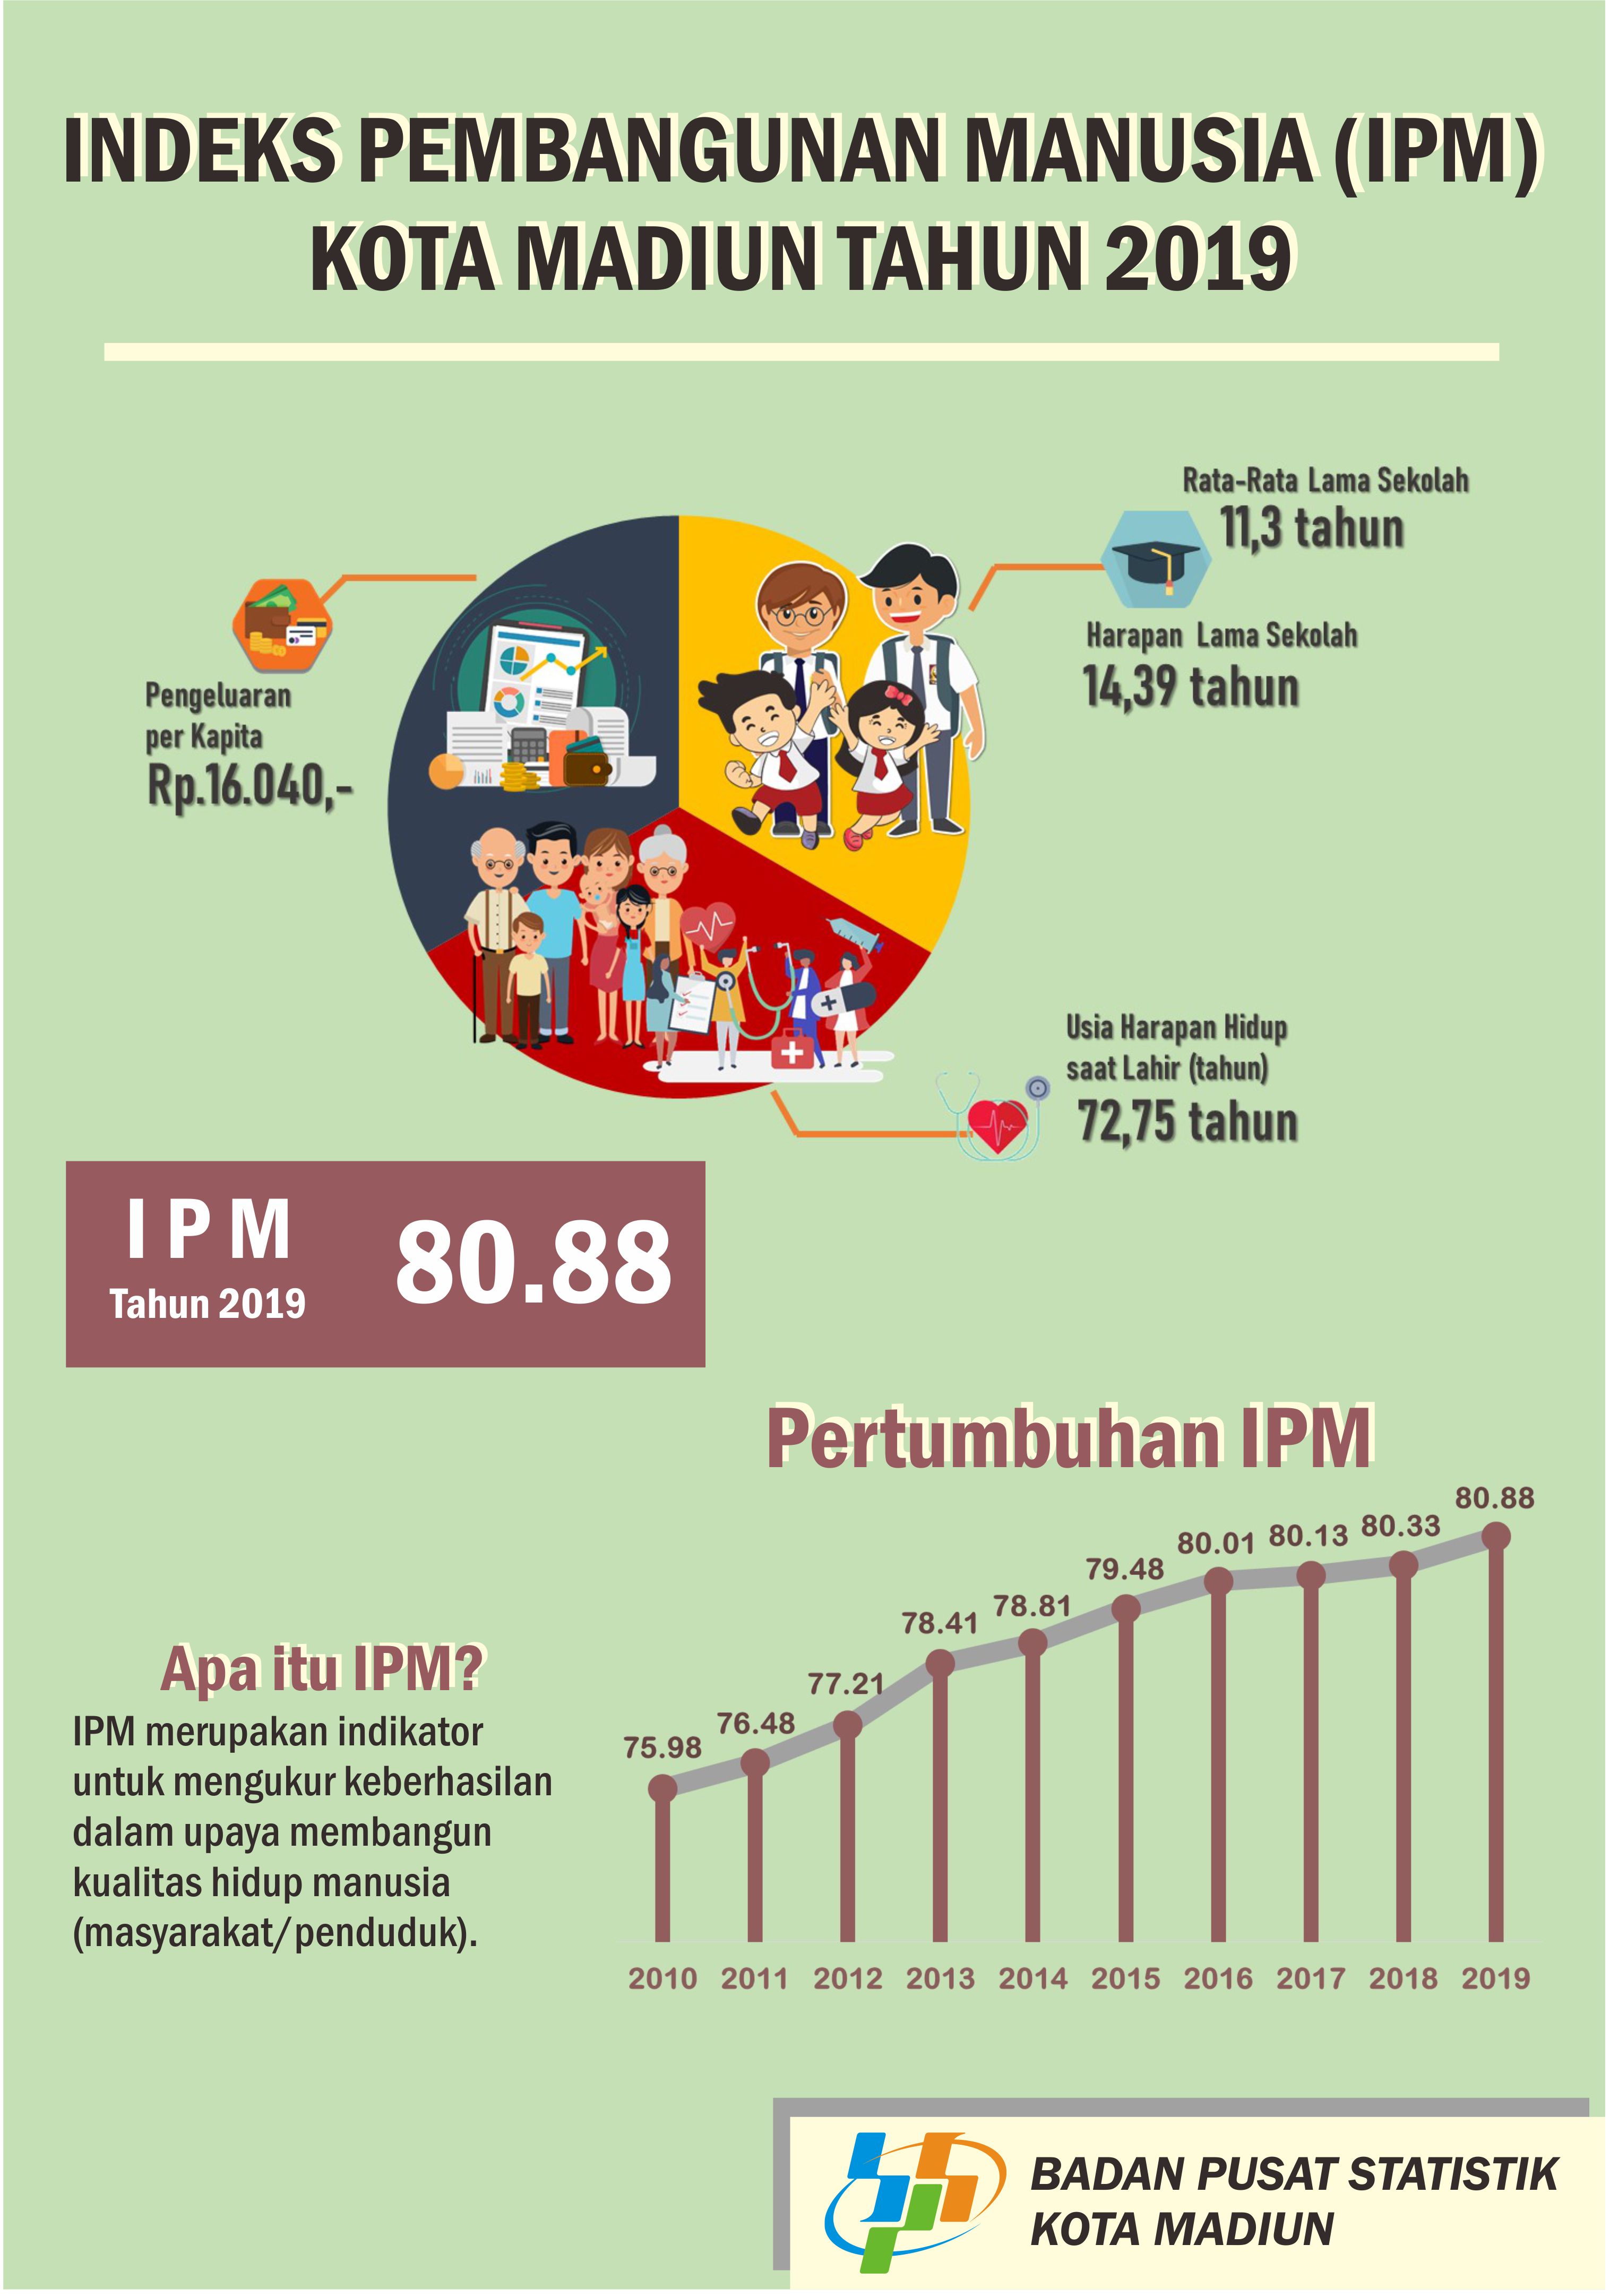 INDEKS PEMBANGUNAN MANUSIA (IPM)
KOTA MADIUN TAHUN 2019
Rata-Rata Lama Sekolah
11,3 tahun
Harapan Lama Sekolah
14,39 tahun
Pengeluaran
per Kapita
Rp.16.040,-
Usia Harapan Hidup
saat Lahir (tahun)
72,75 tahun
IPM
Tahun 2019
80.88
Pertumbuhan IPM
75.98
76.48
77.21
78.41
78.81
79.48
80.01
80.13
80.33
80.88
2010 2011 2012 2013 2014 2015 2016 2017 2018 2019
Apa itu IPM?
IPM merupakan indikator
untuk mengukur keberhasilan
dalam upaya membangun
kualitas hidup manusia
(masyarakat/penduduk).
BADAN PUSAT STATISTIK
KOTA MADIUN